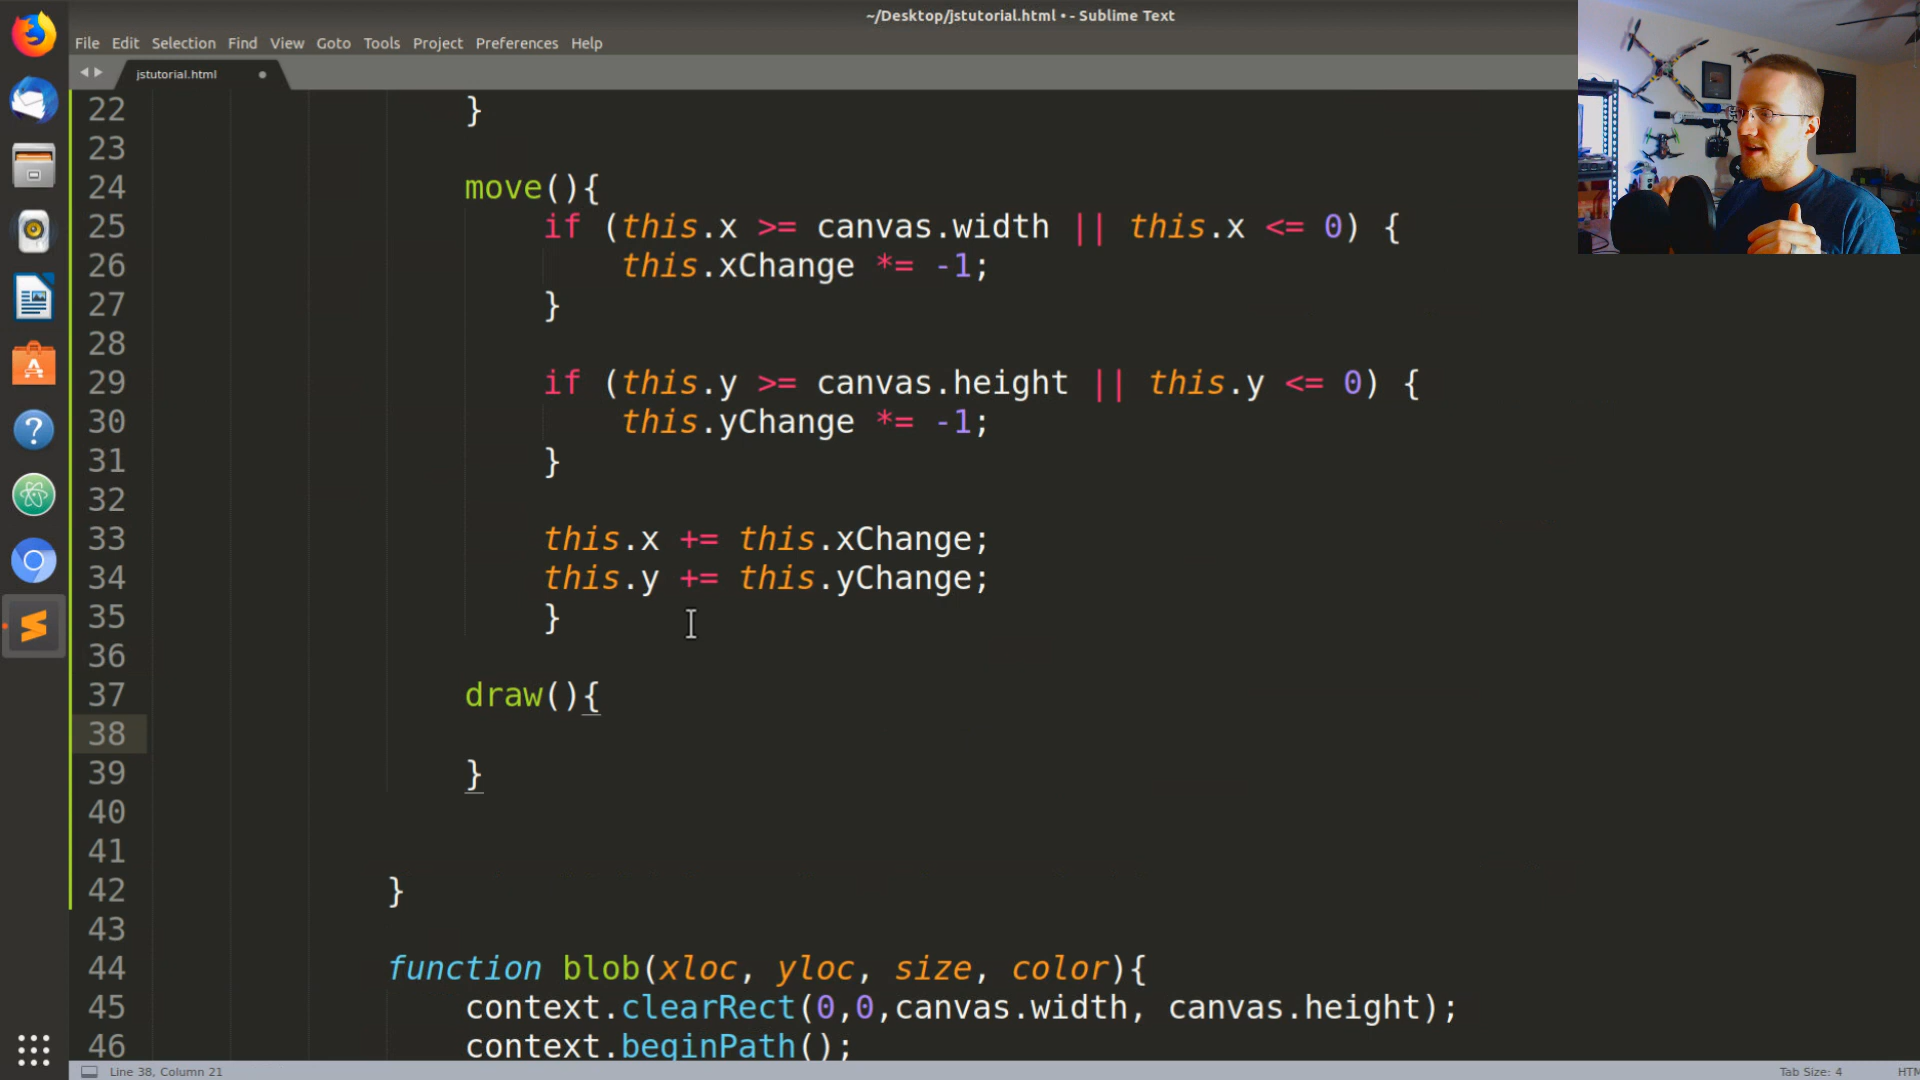 ~/Desktop/jstutorial.html • - Sublime Text
File Edit Selection Find View Goto Tools Project Preferences Help
jstutorial.html
22 }
23
24 move(){
25 if (this.x >= canvas.width || this.x <= 0) {
26 this.xChange *= -1;
27 }
28
29 if (this.y >= canvas.height || this.y <= 0) {
30 this.yChange *= -1;
31 }
32
33 this.x += this.xChange;
34 this.y += this.yChange;
35 }
36
37 draw(){
38
39 }
40
41
42 }
43
44 function blob(xloc, yloc, size, color){
45 context.clearRect(0,0,canvas.width, canvas.height);
46 context.beginPath();
Line 38, Column 21 Tab Size: 4 HTM